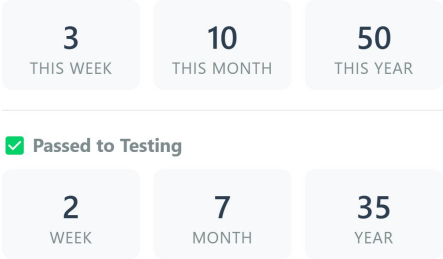 3 10 50
THIS WEEK THIS MONTH THIS YEAR
Passed to Testing
2 7 35
WEEK MONTH YEAR